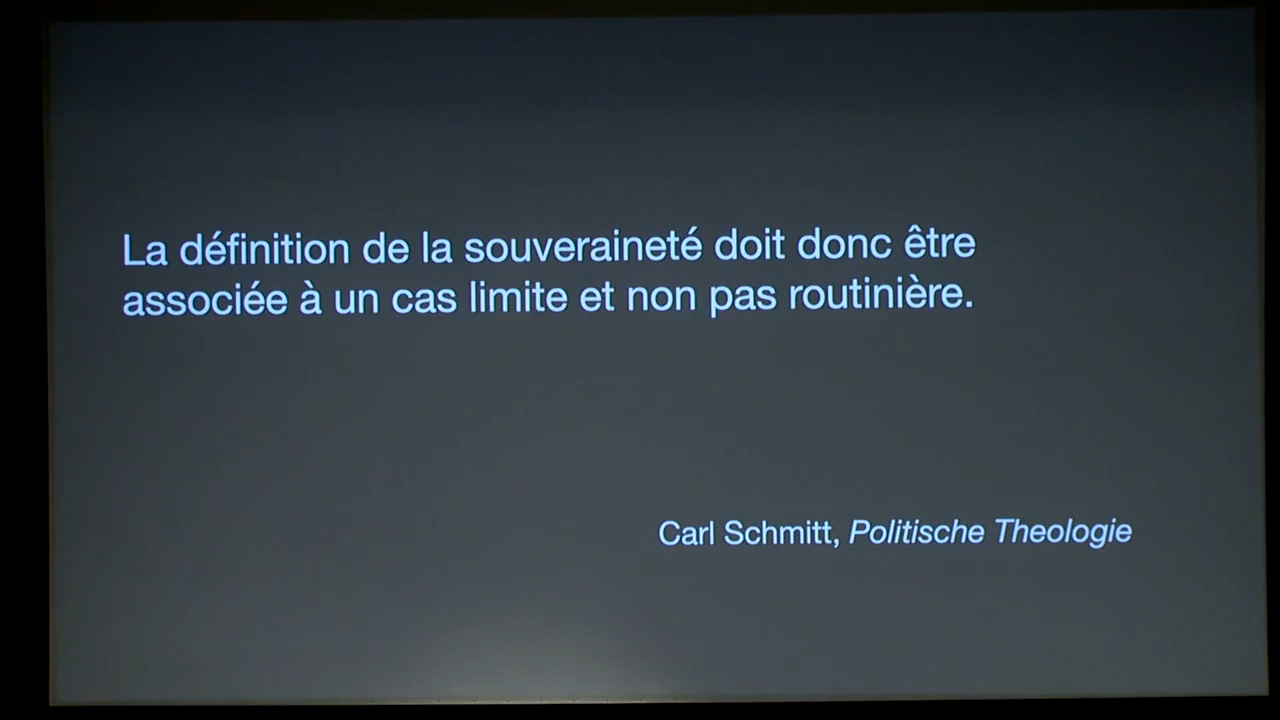 La définition de la souveraineté doit donc être
associée à un cas limite et non pas routinière.
Carl Schmitt, Politische Theologie